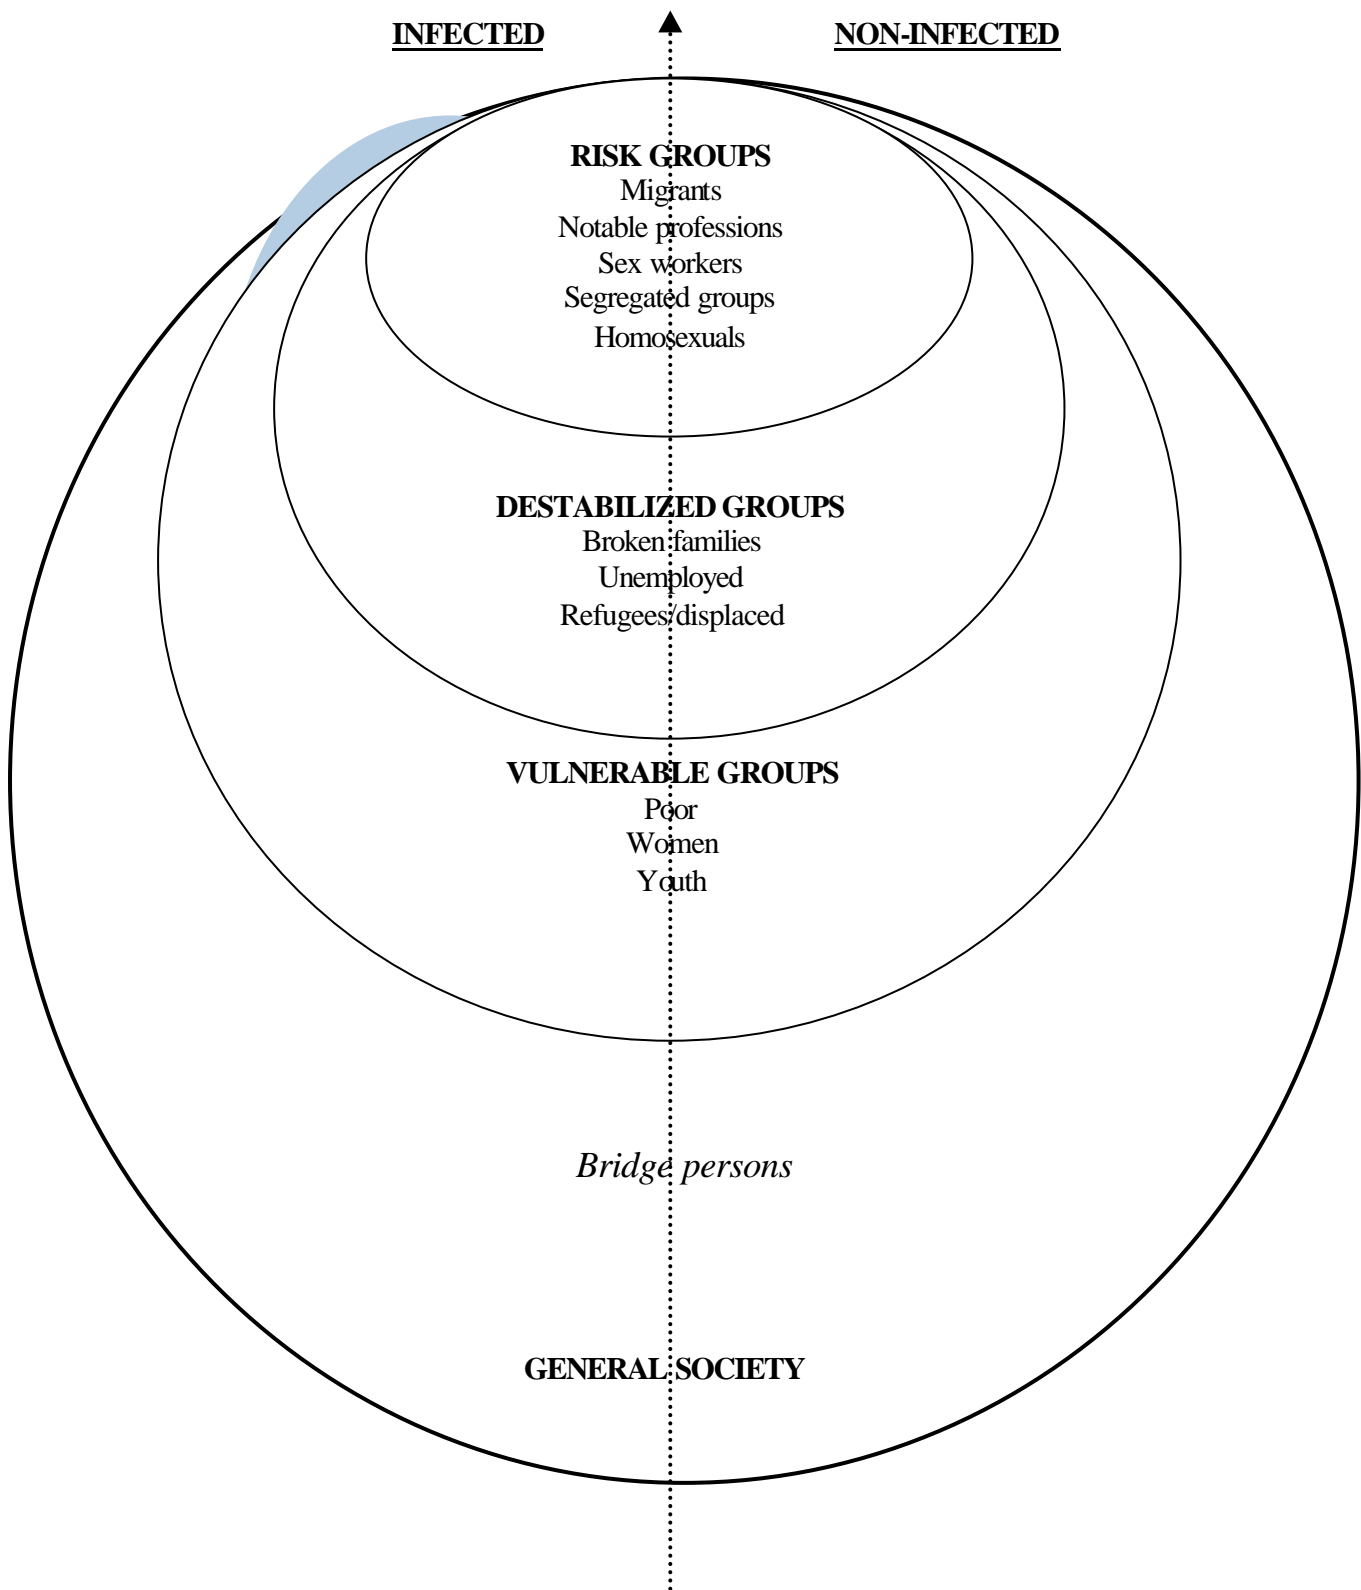 INFECTED
NON-INFECTED
RISK GROUPS
Migrants
Notable professions
Sex workers
Segregated groups
Homosexuals
DESTABILIZED GROUPS
Broken families
Unemployed
Refugees/displaced
VULNERABLE GROUPS
Poor
Women
Youth
Bridge persons
GENERAL SOCIETY